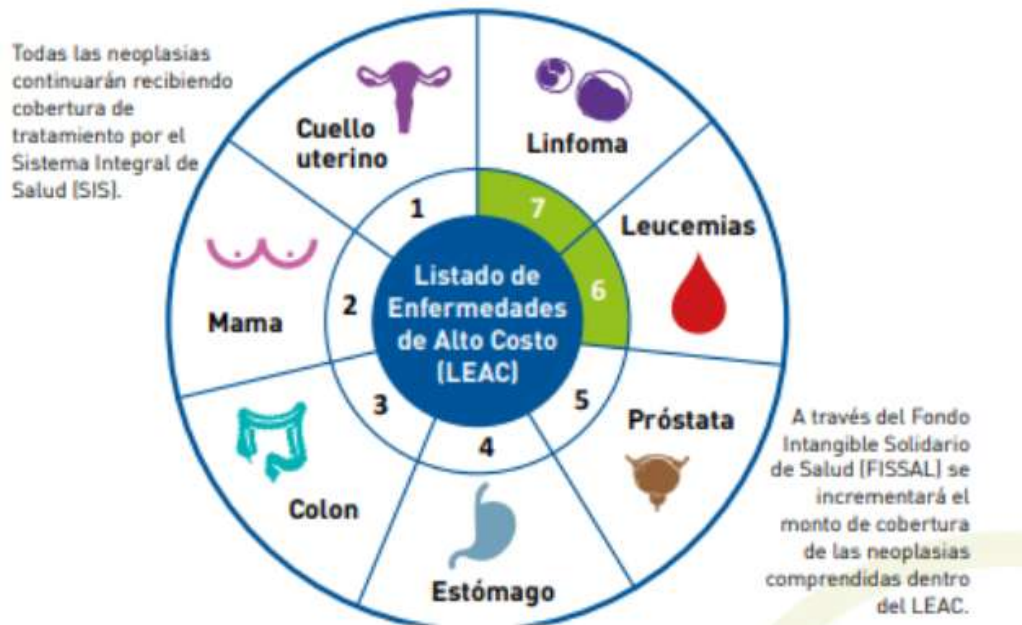 Todas las neoplasias
continuarán recibiendo
cobertura de
tratamiento por el
Sistema Integral de
Salud (SIS).
Cuello
uterino
1
Mama
2
Colon
3
Estómago
4
Próstata
5
Leucemias
6
Linfoma
7
Listado de
Enfermedades
de Alto Costo
(LEAC)
A través del Fondo
Intangible Solidario
de Salud (FISSAL) se
incrementará el
monto de cobertura
de las neoplasias
comprendidas dentro
del LEAC.